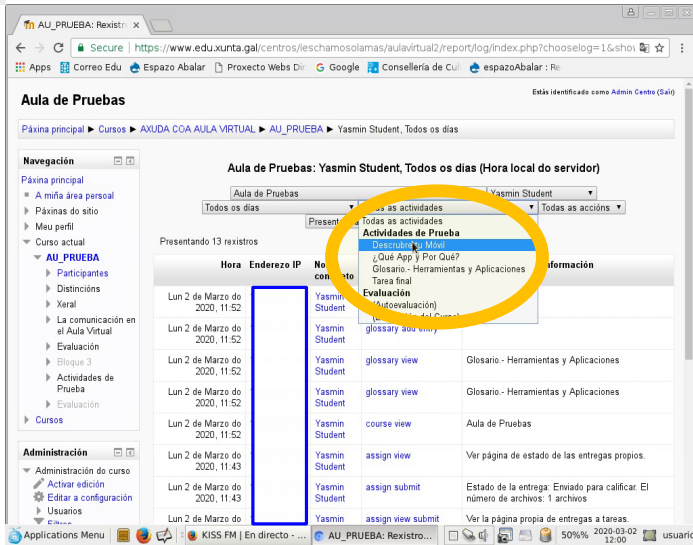 AU_PRUEBA: Rexistro
Secure | https://www.edu.xunta.gal/centros/ieschamosolamas/aulavirtual2/report/log/index.php?chooselog=1&show
Apps Correo Edu Espazo Abalar Proxecto Webs Din Google Consellería de Cul espazoAbalar : Re
Aula de Pruebas
Estás identificado como Admin Centro (Saír)
Páxina principal ► Cursos ► AXUDA COA AULA VIRTUAL ► AU_PRUEBA ► Yasmin Student, Todos os días
Navegación
Páxina principal
A miña área persoal
Páxinas do sitio
Meu perfil
Curso actual
AU_PRUEBA
Participantes
Distincións
Xeral
La comunicación en
el Aula Virtual
Evaluación
Bloque 3
Actividades de
Prueba
Evaluación
Cursos
Administración
Administración do curso
Activar edición
Editar a configuración
Usuarios
Filtros
Aula de Pruebas: Yasmin Student, Todos os días (Hora local do servidor)
Aula de Pruebas Yasmin Student
Todos os días Todas as actividades Todas as accións
Todas as actividades
Actividades de Prueba
Descrubre tu Móvil
¿Qué App y Por Qué?
Glosario.- Herramientas y Aplicaciones
Tarea final
Evaluación
(Autoevaluación)
Presentando 13 rexistros
Hora Enderezo IP
Lun 2 de Marzo do
2020, 11:52
Yasmin
Student
Lun 2 de Marzo do
2020, 11:52
Yasmin
Student
glossary add entry
Lun 2 de Marzo do
2020, 11:52
Yasmin
Student
glossary view
Glosario.- Herramientas y Aplicaciones
Lun 2 de Marzo do
2020, 11:52
Yasmin
Student
glossary view
Glosario.- Herramientas y Aplicaciones
Lun 2 de Marzo do
2020, 11:52
Yasmin
Student
course view
Aula de Pruebas
Lun 2 de Marzo do
2020, 11:43
Yasmin
Student
assign view
Ver página de estado de las entregas propios.
Lun 2 de Marzo do
2020, 11:43
Yasmin
Student
assign submit
Estado de la entrega: Enviado para calificar. El
número de archivos: 1 archivos
Lun 2 de Marzo do
Yasmin
assign view submit
Ver la página propia de entregas a tareas.
Applications Menu KISS FM | En directo - ... AU_PRUEBA: Rexistro... 50% 2020-03-02
12:00 usuario